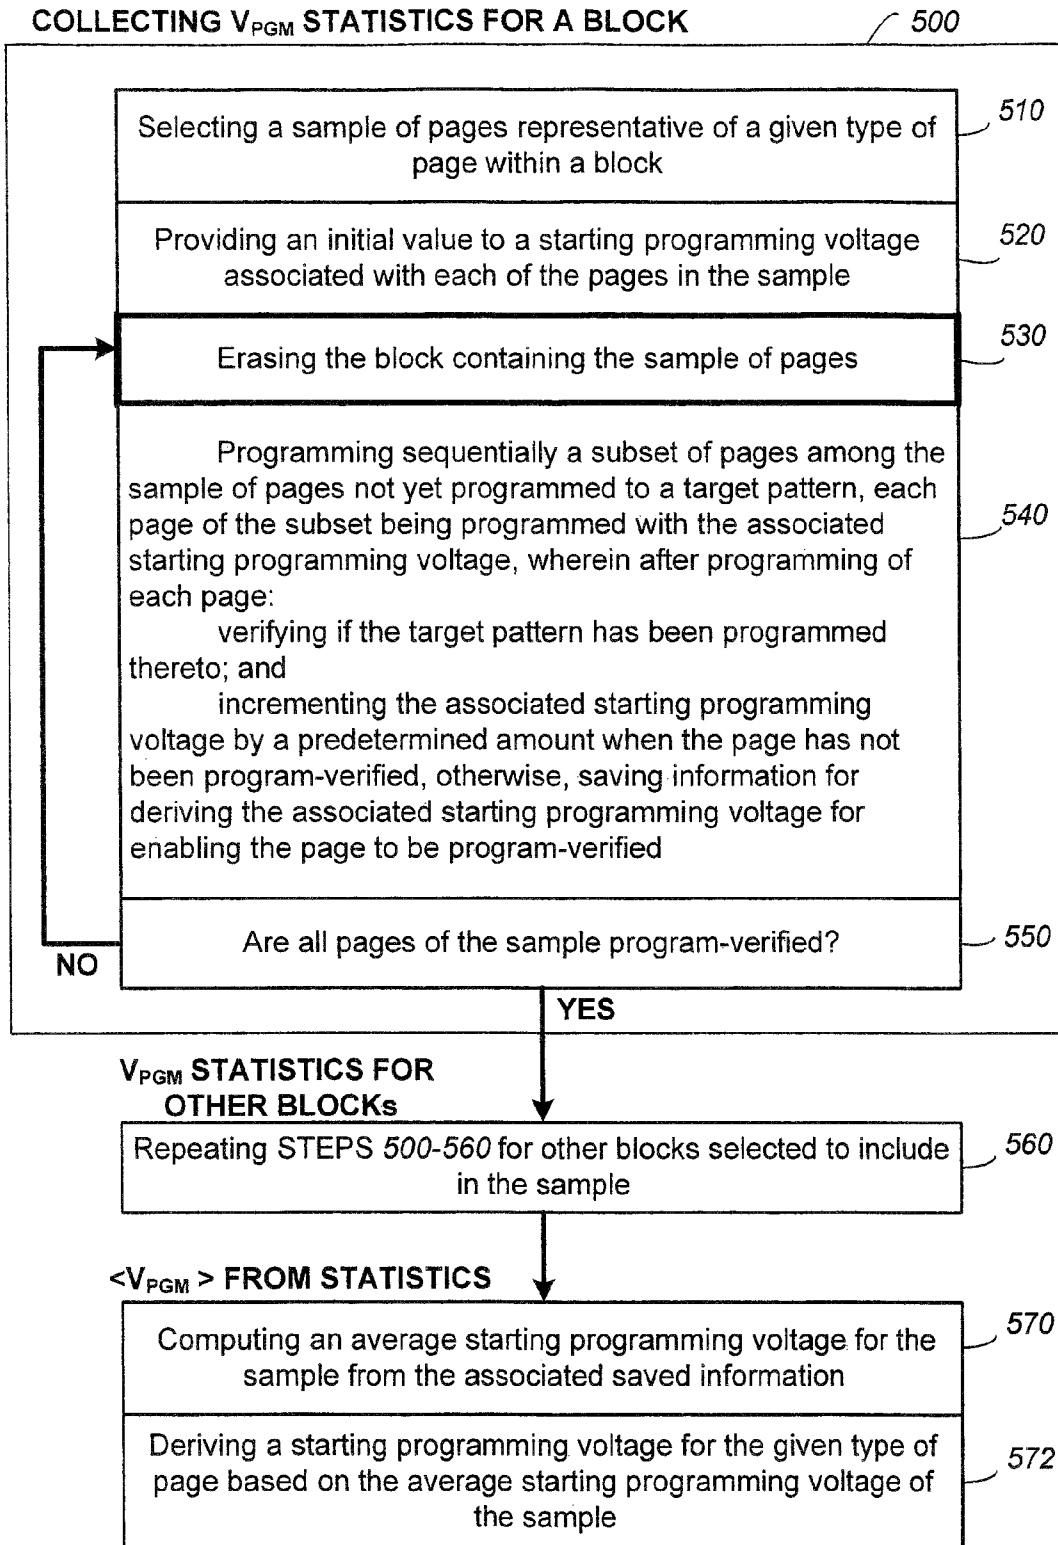 COLLECTING VPGM STATISTICS FOR A BLOCK
500
Selecting a sample of pages representative of a given type of
page within a block
510
Providing an initial value to a starting programming voltage
associated with each of the pages in the sample
520
Erasing the block containing the sample of pages
530
Programming sequentially a subset of pages among the
sample of pages not yet programmed to a target pattern, each
page of the subset being programmed with the associated
starting programming voltage, wherein after programming of
each page:
verifying if the target pattern has been programmed
thereto; and
incrementing the associated starting programming
voltage by a predetermined amount when the page has not
been program-verified, otherwise, saving information for
deriving the associated starting programming voltage for
enabling the page to be program-verified
540
Are all pages of the sample program-verified?
550
NO
YES
VPGM STATISTICS FOR
OTHER BLOCKs
Repeating STEPS 500-560 for other blocks selected to include
in the sample
560
<VPGM > FROM STATISTICS
Computing an average starting programming voltage for the
sample from the associated saved information
570
Deriving a starting programming voltage for the given type of
page based on the average starting programming voltage of
the sample
572